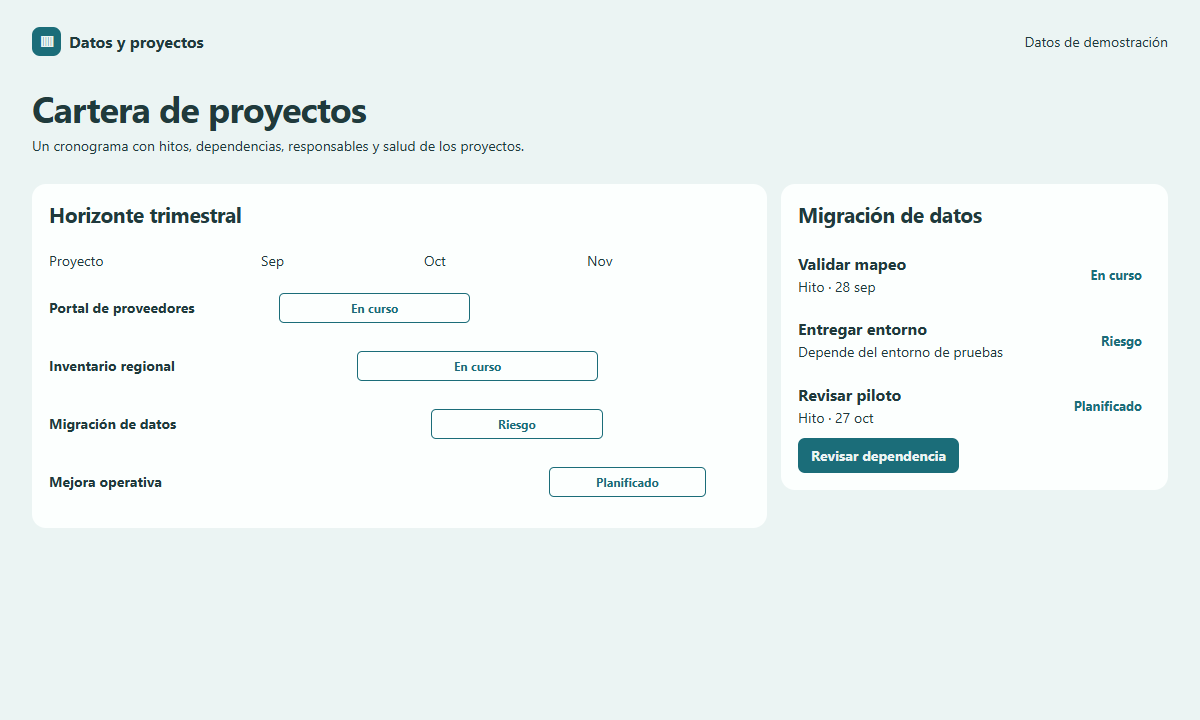 Datos y proyectos
Datos de demostración
Cartera de proyectos
Un cronograma con hitos, dependencias, responsables y salud de los proyectos.
Horizonte trimestral
Proyecto Sep Oct Nov
Portal de proveedores En curso
Inventario regional En curso
Migración de datos Riesgo
Mejora operativa Planificado
Migración de datos
Validar mapeo
Hito · 28 sep
En curso
Entregar entorno
Depende del entorno de pruebas
Riesgo
Revisar piloto
Hito · 27 oct
Planificado
Revisar dependencia